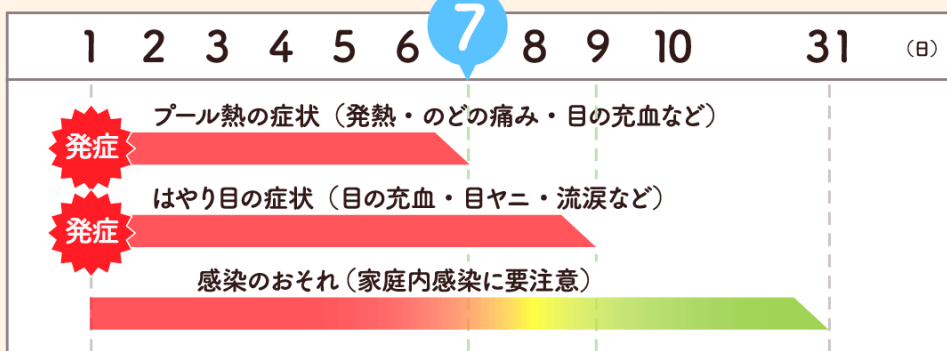 1 2 3 4 5 6 7 8 9 10 31 （日）
プール熱の症状（発熱・のどの痛み・目の充血など）
発症
はやり目の症状（目の充血・目ヤニ・流涙など）
発症
感染のおそれ（家庭内感染に要注意）